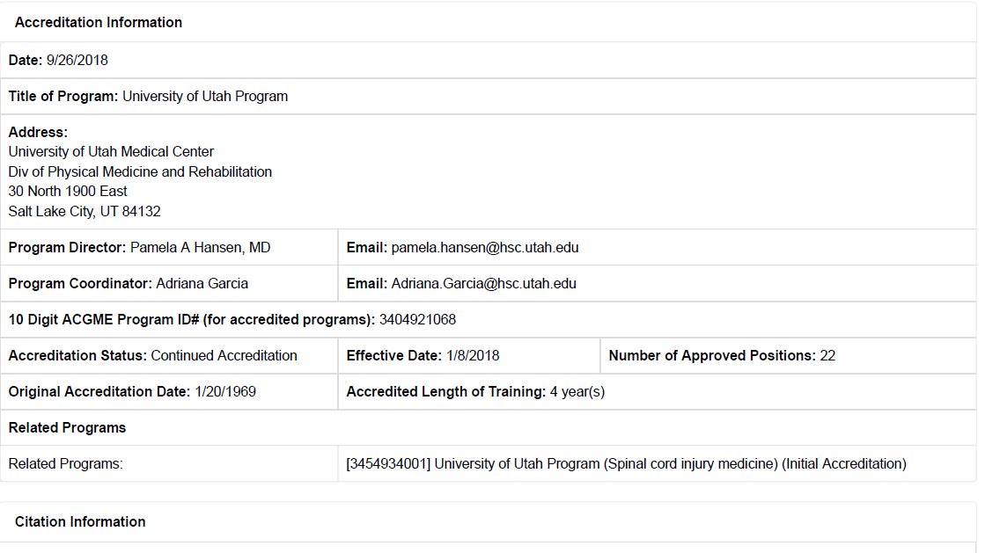 Accreditation Information
Date: 9/26/2018
Title of Program: University of Utah Program
Address:
University of Utah Medical Center
Div of Physical Medicine and Rehabilitation
30 North 1900 East
Salt Lake City, UT 84132
Program Director: Pamela A Hansen, MD Email: pamela.hansen@hsc.utah.edu
Program Coordinator: Adriana Garcia Email: Adriana.Garcia@hsc.utah.edu
10 Digit ACGME Program ID# (for accredited programs): 3404921068
Accreditation Status: Continued Accreditation Effective Date: 1/8/2018 Number of Approved Positions: 22
Original Accreditation Date: 1/20/1969 Accredited Length of Training: 4 year(s)
Related Programs
Related Programs: [3454934001] University of Utah Program (Spinal cord injury medicine) (Initial Accreditation)
Citation Information